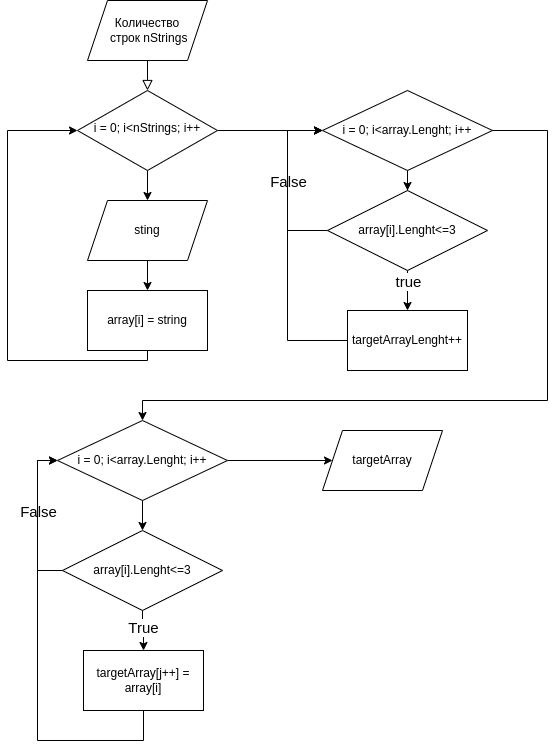 Количество
строк nStrings
i = 0; i<nStrings; i++
sting
array[i] = string
i = 0; i<array.Lenght; i++
False
array[i].Lenght<=3
true
targetArrayLenght++
i = 0; i<array.Lenght; i++
targetArray
False
array[i].Lenght<=3
True
targetArray[j++] =
array[i]